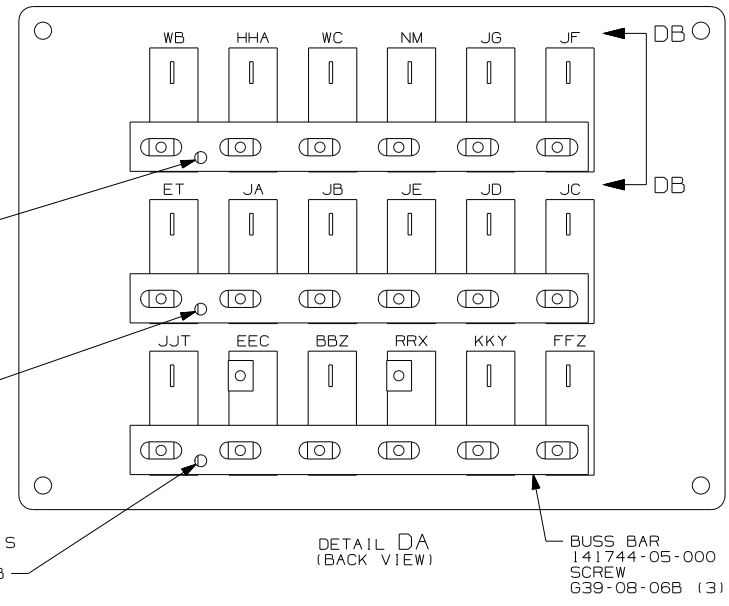 WB HHA WC NM JG JF DB
DB
ET JA JB JE JD JC
JJT EEC BBZ RRX KKY FFZ
S
B
DETAIL DA
(BACK VIEW)
BUSS BAR
141744-05-000
SCREW
G39-08-06B (3)